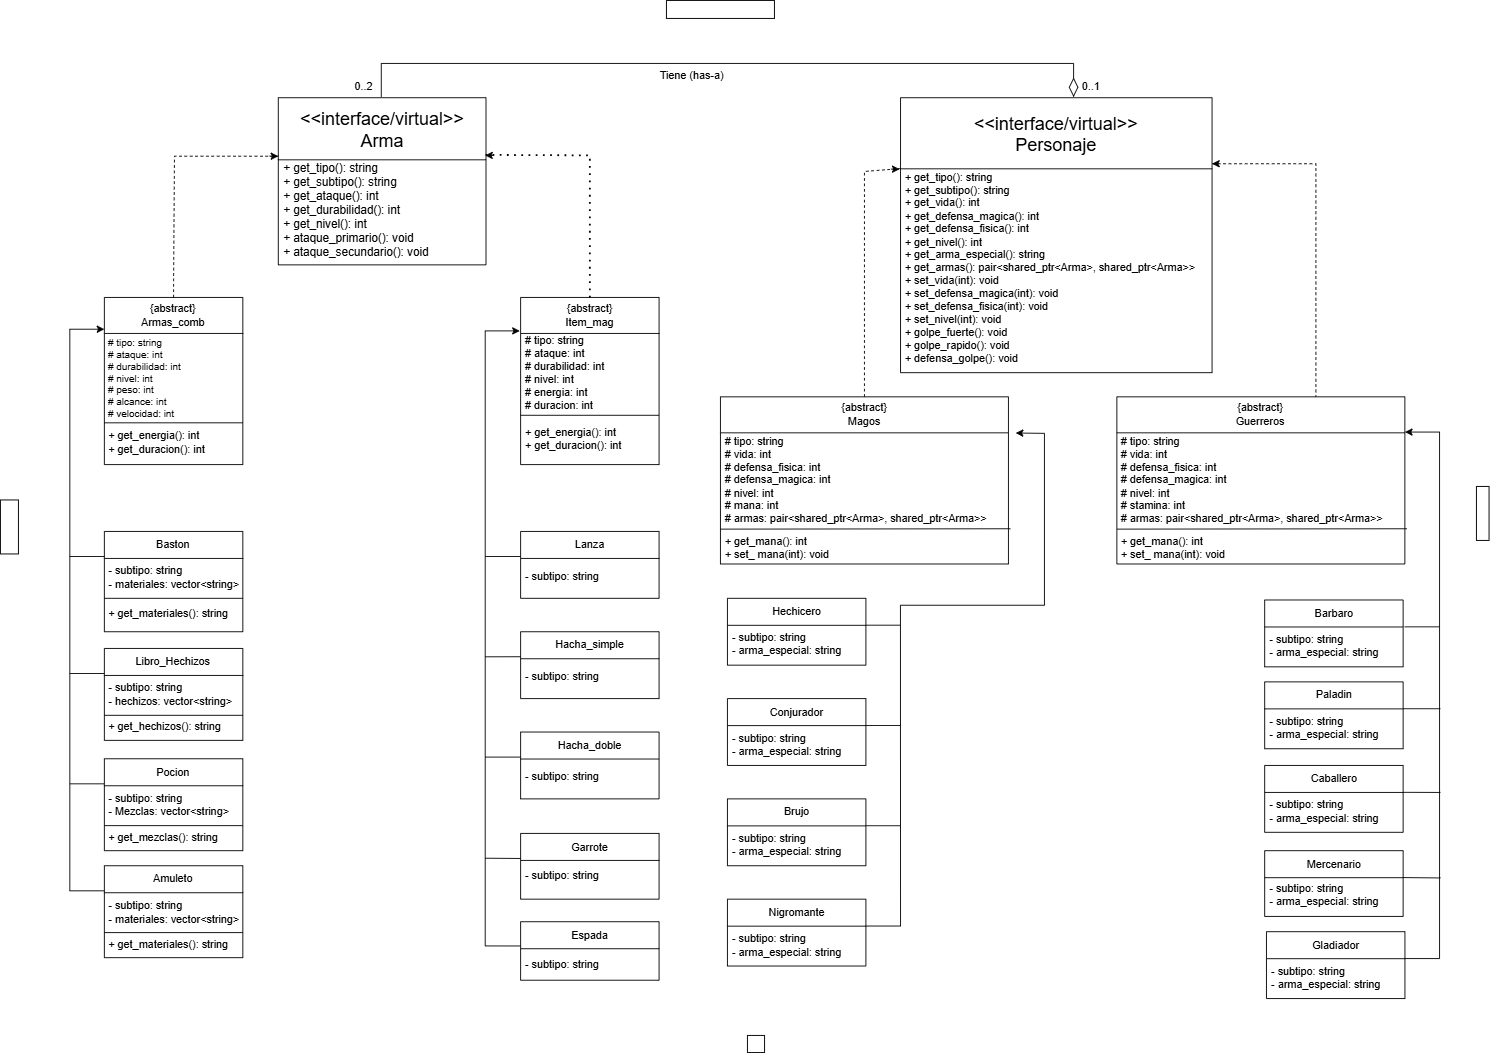 Tiene (has-a)
0..2
0..1
<<interface/virtual>>
Arma
+ get_tipo(): string
+ get_subtipo(): string
+ get_ataque(): int
+ get_durabilidad(): int
+ get_nivel(): int
+ ataque_primario(): void
+ ataque_secundario(): void
<<interface/virtual>>
Personaje
+ get_tipo(): string
+ get_subtipo(): string
+ get_vida(): int
+ get_defensa_magica(): int
+ get_defensa_fisica(): int
+ get_nivel(): int
+ get_arma_especial(): string
+ get_armas(): pair<shared_ptr<Arma>, shared_ptr<Arma>>
+ set_vida(int): void
+ set_defensa_magica(int): void
+ set_defensa_fisica(int): void
+ set_nivel(int): void
+ golpe_fuerte(): void
+ golpe_rapido(): void
+ defensa_golpe(): void
{abstract}
Armas_comb
# tipo: string
# ataque: int
# durabilidad: int
# nivel: int
# peso: int
# alcance: int
# velocidad: int
+ get_energia(): int
+ get_duracion(): int
{abstract}
Item_mag
# tipo: string
# ataque: int
# durabilidad: int
# nivel: int
# energia: int
# duracion: int
+ get_energia(): int
+ get_duracion(): int
{abstract}
Magos
# tipo: string
# vida: int
# defensa_fisica: int
# defensa_magica: int
# nivel: int
# mana: int
# armas: pair<shared_ptr<Arma>, shared_ptr<Arma>>
+ get_mana(): int
+ set_ mana(int): void
{abstract}
Guerreros
# tipo: string
# vida: int
# defensa_fisica: int
# defensa_magica: int
# nivel: int
# stamina: int
# armas: pair<shared_ptr<Arma>, shared_ptr<Arma>>
+ get_mana(): int
+ set_ mana(int): void
Baston
- subtipo: string
- materiales: vector<string>
+ get_materiales(): string
Libro_Hechizos
- subtipo: string
- hechizos: vector<string>
+ get_hechizos(): string
Pocion
- subtipo: string
- Mezclas: vector<string>
+ get_mezclas(): string
Amuleto
- subtipo: string
- materiales: vector<string>
+ get_materiales(): string
Lanza
- subtipo: string
Hacha_simple
- subtipo: string
Hacha_doble
- subtipo: string
Garrote
- subtipo: string
Espada
- subtipo: string
Hechicero
- subtipo: string
- arma_especial: string
Conjurador
- subtipo: string
- arma_especial: string
Brujo
- subtipo: string
- arma_especial: string
Nigromante
- subtipo: string
- arma_especial: string
Barbaro
- subtipo: string
- arma_especial: string
Paladin
- subtipo: string
- arma_especial: string
Caballero
- subtipo: string
- arma_especial: string
Mercenario
- subtipo: string
- arma_especial: string
Gladiador
- subtipo: string
- arma_especial: string